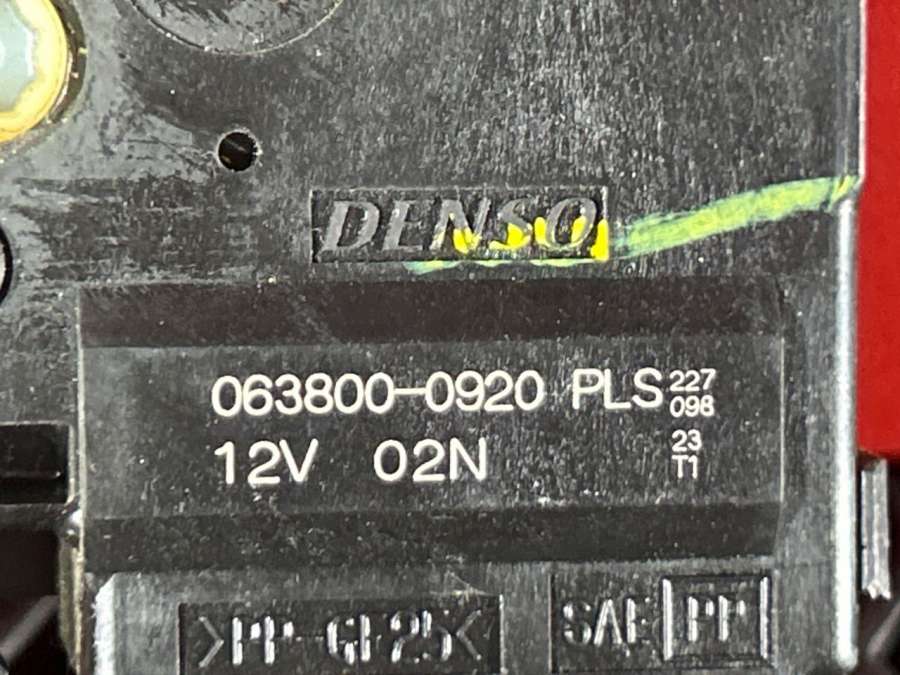 DENSO
063800-0920 PLS 227
098
12V 02N 23
T1
>PP-GF25<
SAE PP